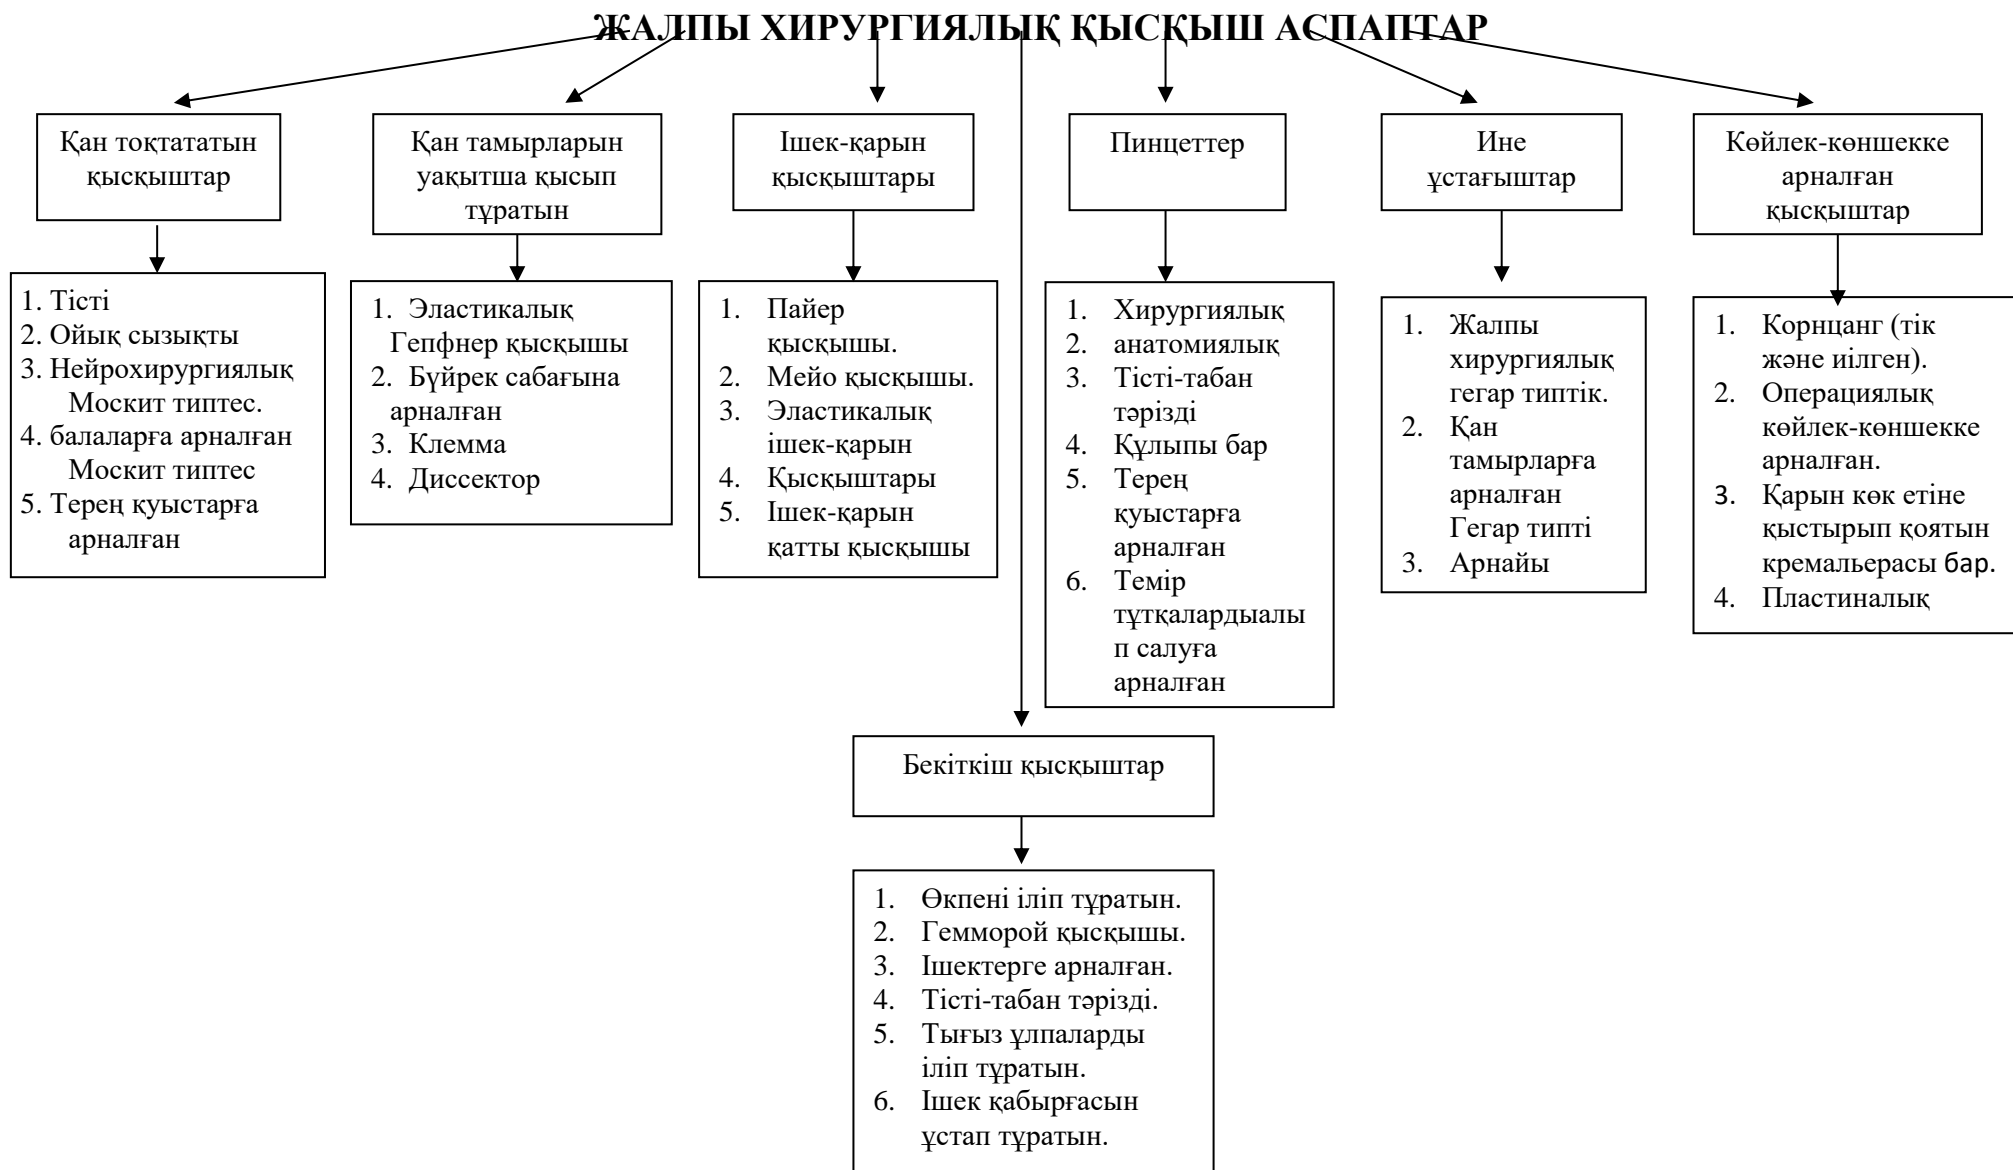 ЖАЛПЫ ХИРУРГИЯЛЫҚ ҚЫСҚЫШ АСПАПТАР
Қан тоқтататын
қысқыштар
Қан тамырларын
уақытша қысып
тұратын
Ішек-қарын
қысқыштары
Пинцеттер
Ине
ұстағыштар
Көйлек-көншекке
арналған
қысқыштар
1. Тісті
2. Ойық сызықты
3. Нейрохирургиялық
Москит типтес.
4. балаларға арналған
Москит типтес
5. Терең қуыстарға
арналған
1. Эластикалық
Гепфнер қысқышы
2. Бүйрек сабағына
арналған
3. Клемма
4. Диссектор
1. Пайер
қысқышы.
2. Мейо қысқышы.
3. Эластикалық
ішек-қарын
4. Қысқыштары
5. Ішек-қарын
қатты қысқышы
1. Хирургиялық
2. анатомиялық
3. Тісті-табан
тәрізді
4. Құлыпы бар
5. Терең
қуыстарға
арналған
6. Темір
тұтқалардыалы
п салуға
арналған
1. Жалпы
хирургиялық
гегар типтік.
2. Қан
тамырларға
арналған
Гегар типті
3. Арнайы
1. Корнцанг (тік
және иілген).
2. Операциялық
көйлек-көншекке
арналған.
3. Қарын көк етіне
қыстырып қоятын
кремальерасы бар.
4. Пластиналық
Бекіткіш қысқыштар
1. Өкпені іліп тұратын.
2. Гемморой қысқышы.
3. Ішектерге арналған.
4. Тісті-табан тәрізді.
5. Тығыз ұлпаларды
іліп тұратын.
6. Ішек қабырғасын
ұстап тұратын.